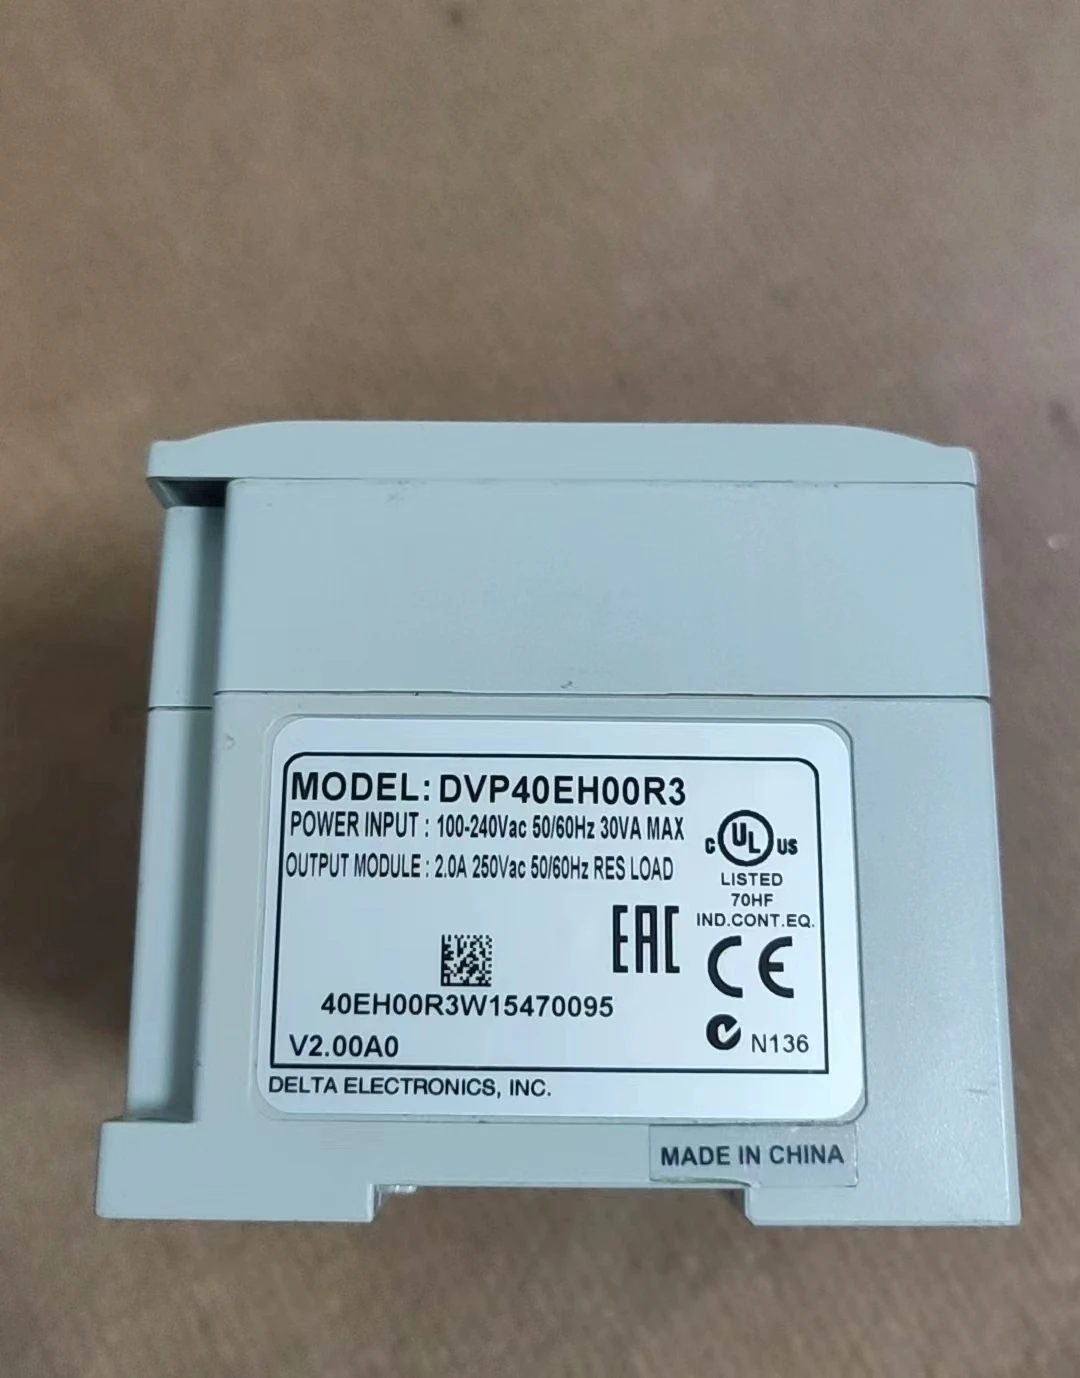 MODEL: DVP40EH00R3
POWER INPUT : 100-240Vac 50/60Hz 30VA MAX
OUTPUT MODULE : 2.0A 250Vac 50/60Hz RES LOAD
C UL US
LISTED
70HF
IND.CONT.EQ.
EAC
CE
40EH00R3W15470095
N136
V2.00A0
DELTA ELECTRONICS, INC.
MADE IN CHINA